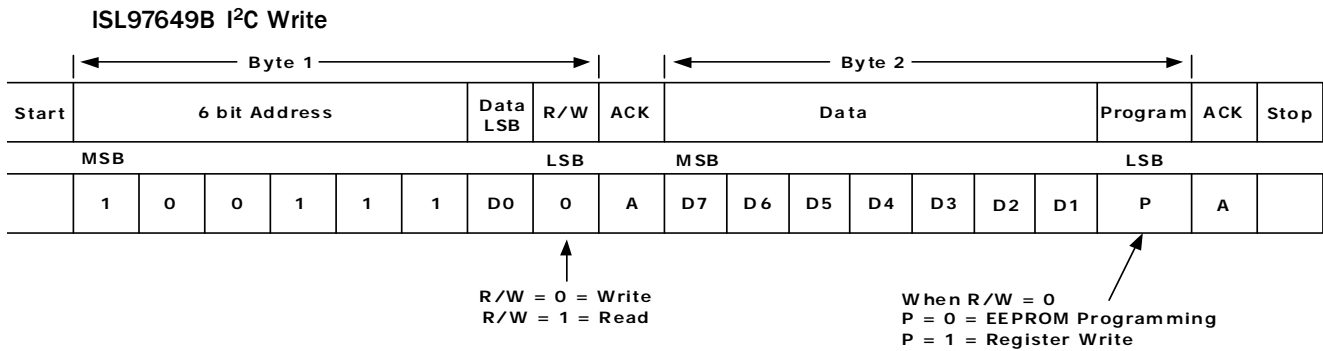 ISL97649B I²C Write
Byte 1 Byte 2
Start 6 bit Address Data LSB R/W ACK Data Program ACK Stop
MSB LSB MSB LSB
1 0 0 1 1 1 D0 0 A D7 D6 D5 D4 D3 D2 D1 P A
R/W = 0 = Write
R/W = 1 = Read
When R/W = 0
P = 0 = EEPROM Programming
P = 1 = Register Write